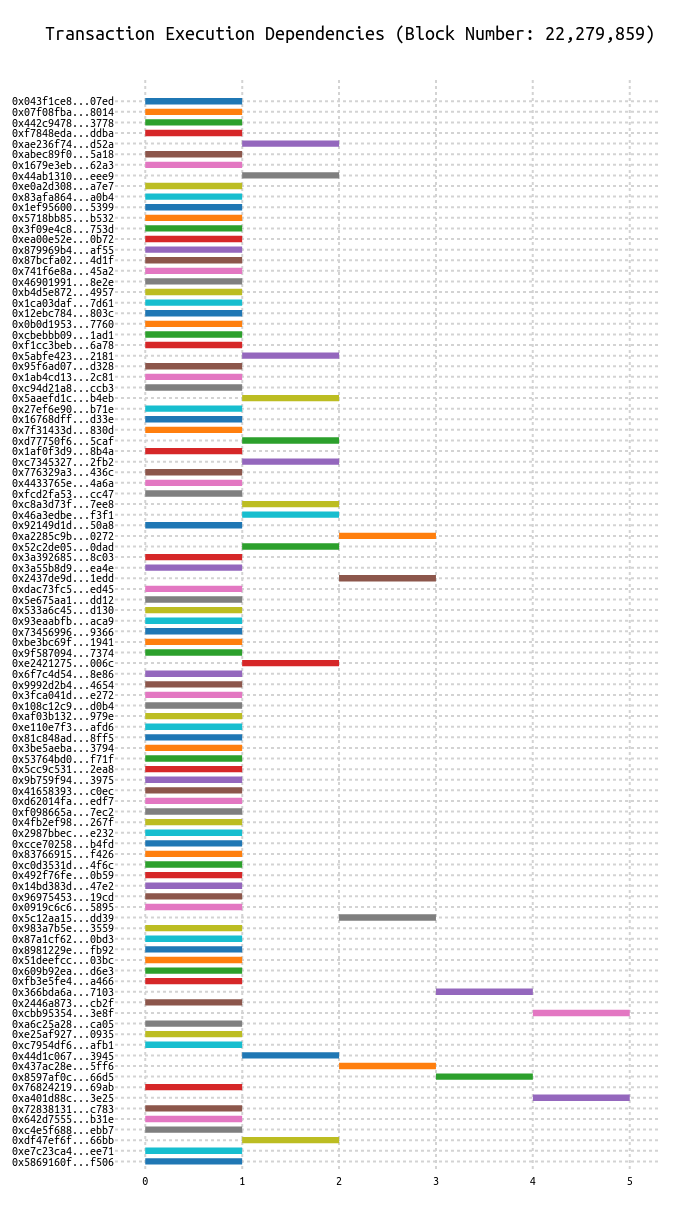 Transaction Execution Dependencies (Block Number: 22,279,859)
0x043f1ce8...07ed
0x07f08fba...8014
0x442c9478...3778
0xf7848eda...ddba
0xae236f74...d52a
0xabec89f0...5a18
0x1679e3eb...62a3
0x44ab1310...eee9
0xe0a2d308...a7e7
0x83afa864...a0b4
0x1ef95600...5399
0x5718bb85...b532
0x3f09e4c8...753d
0xea00e52e...0b72
0x879969b4...af55
0x87bcfa02...4d1f
0x741f6e8a...45a2
0x46901991...8e2e
0xb4d5e872...4957
0x1ca03daf...7d61
0x12ebc784...803c
0x0b0d1953...7760
0xcbebbb09...1ad1
0xf1cc3beb...6a78
0x5abfe423...2181
0x95f6ad07...d328
0x1ab4cd13...2c81
0xc94d21a8...ccb3
0x5aaefd1c...b4eb
0x27ef6e90...b71e
0x16768dff...d33e
0x7f31433d...830d
0xd77750f6...5caf
0x1af0f3d9...8b4a
0xc7345327...2fb2
0x776329a3...436c
0x4433765e...4a6a
0xfcd2fa53...cc47
0xc8a3d73f...7ee8
0x46a3edbe...f3f1
0x92149d1d...50a8
0xa2285c9b...0272
0x52c2de05...0dad
0x3a392685...8c03
0x3a55b8d9...ea4e
0x2437de9d...1edd
0xdac73fc5...ed45
0x5e675aa1...dd12
0x533a6c45...d130
0x93eaabfb...aca9
0x73456996...9366
0xbe3bc69f...1941
0x9f587094...7374
0xe2421275...006c
0x6f7c4d54...8e86
0x9992d2b4...4654
0x3fca041d...e272
0x108c12c9...d0b4
0xaf03b132...979e
0xe110e7f3...afd6
0x81c848ad...8ff5
0x3be5aeba...3794
0x53764bd0...f71f
0x5cc9c531...2ea8
0x9b759f94...3975
0x41658393...c0ec
0xd62014fa...edf7
0xf098665a...7ec2
0x4fb2ef98...267f
0x2987bbec...e232
0xcce70258...b4fd
0x83766915...f426
0xc0d3531d...4f6c
0x492f76fe...0b59
0x14bd383d...47e2
0x96975453...19cd
0x0919c6c6...5895
0x5c12aa15...dd39
0x983a7b5e...3559
0x87a1cf62...0bd3
0x8981229e...fb92
0x51deefcc...03bc
0x609b92ea...d6e3
0xfb3e5fe4...a466
0x366bda6a...7103
0x2446a873...cb2f
0xcbb95354...3e8f
0xa6c25a28...ca05
0xe25af927...0935
0xc7954df6...afb1
0x44d1c067...3945
0x437ac28e...5ff6
0x8597af0c...66d5
0x76824219...69ab
0xa401d88c...3e25
0x72838131...c783
0x642d7555...b31e
0xc4e5f688...ebb7
0xdf47ef6f...66bb
0xe7c23ca4...ee71
0x5869160f...f506
0 1 2 3 4 5